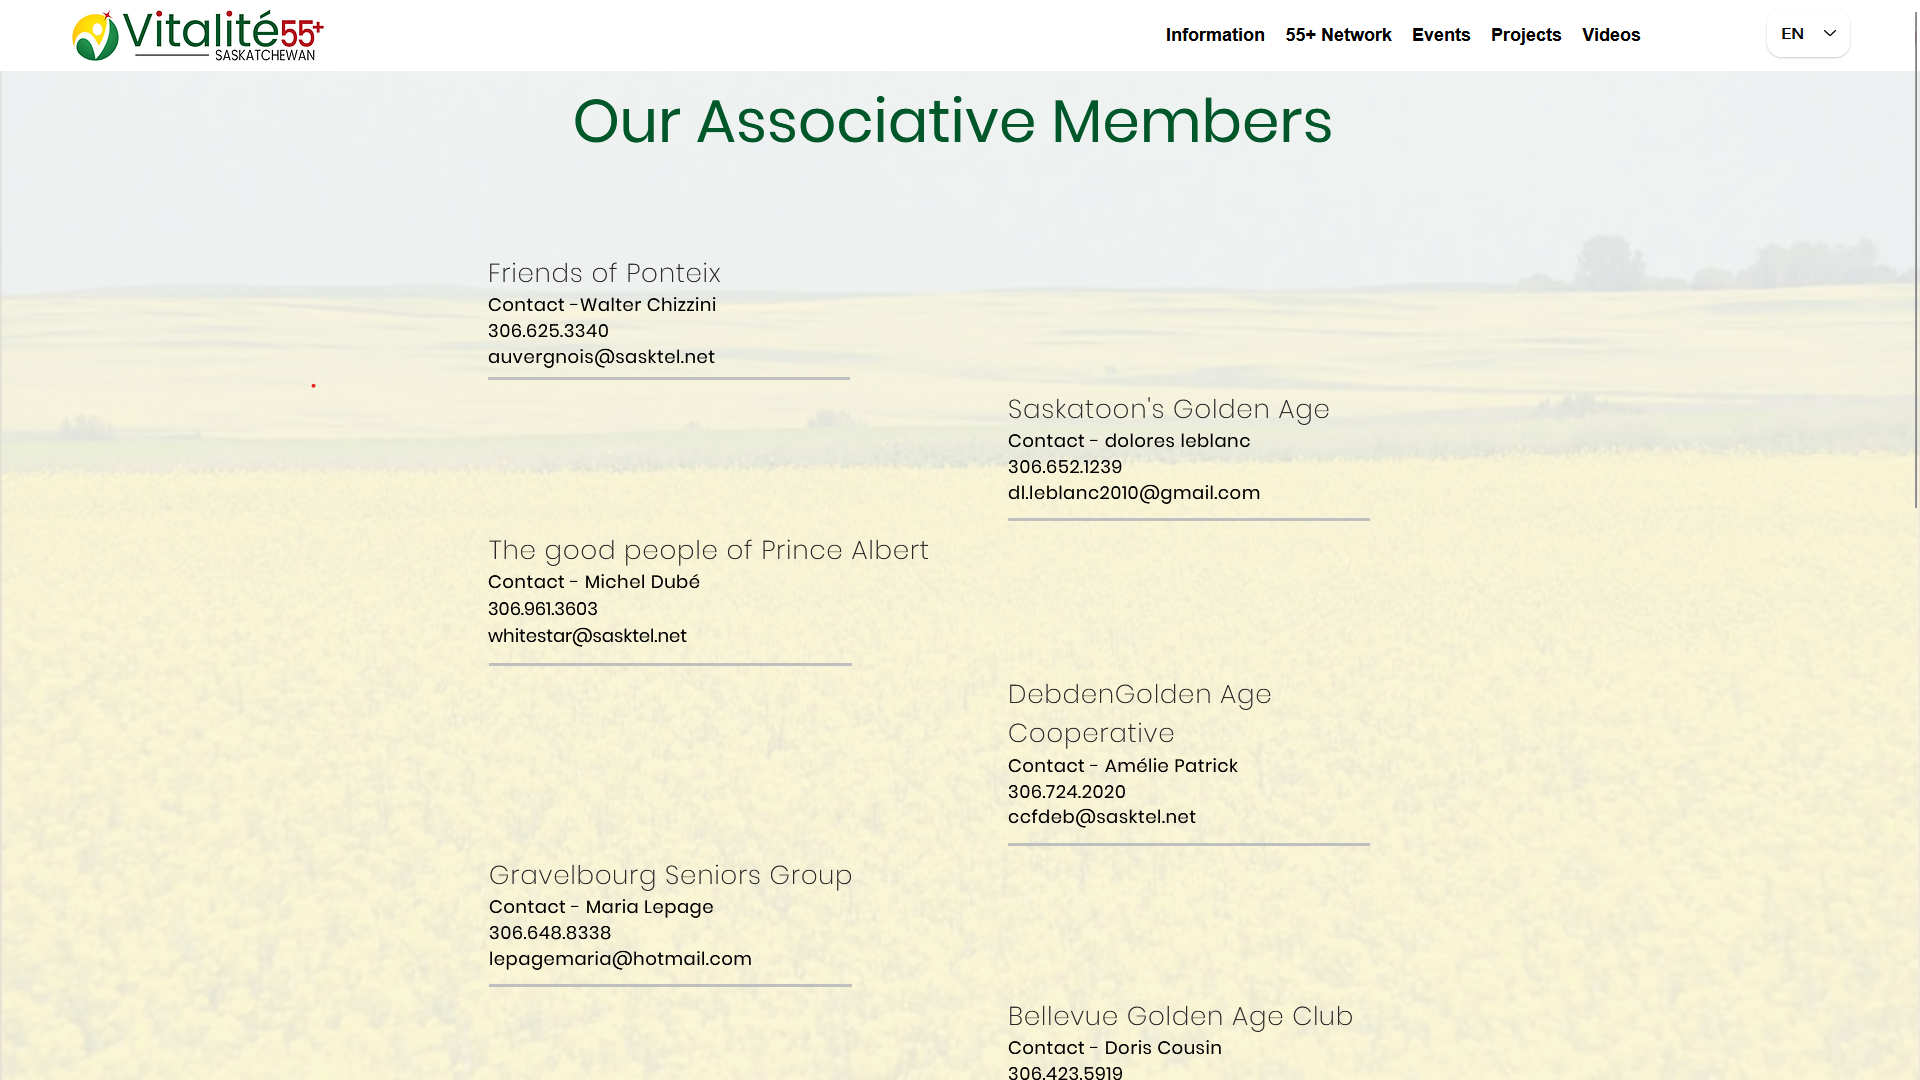 Vitalité55+
SASKATCHEWAN
Information
55+ Network
Events
Projects
Videos
EN
Our Associative Members
Friends of Ponteix
Contact -Walter Chizzini
306.625.3340
auvergnois@sasktel.net
Saskatoon's Golden Age
Contact - dolores leblanc
306.652.1239
dl.leblanc2010@gmail.com
The good people of Prince Albert
Contact - Michel Dubé
306.961.3603
whitestar@sasktel.net
DebdenGolden Age
Cooperative
Contact - Amélie Patrick
306.724.2020
ccfdeb@sasktel.net
Gravelbourg Seniors Group
Contact - Maria Lepage
306.648.8338
lepagemaria@hotmail.com
Bellevue Golden Age Club
Contact - Doris Cousin
306.423.5919